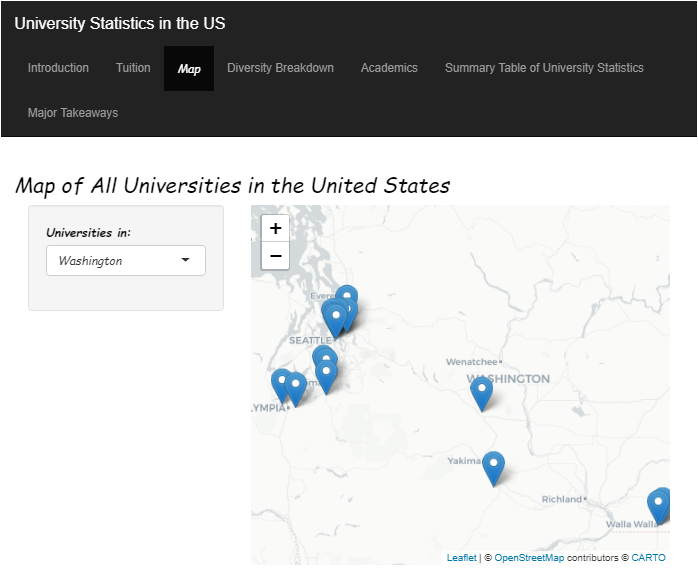 University Statistics in the US
Introduction
Tuition
Map
Diversity Breakdown
Academics
Summary Table of University Statistics
Major Takeaways
Map of All Universities in the United States
Universities in:
Washington
+
−
Evere
SEATTLE
Wenatchee
WASHINGTON
LYMPIA
Yakima
Richland
Walla Walla
Leaflet | © OpenStreetMap contributors © CARTO